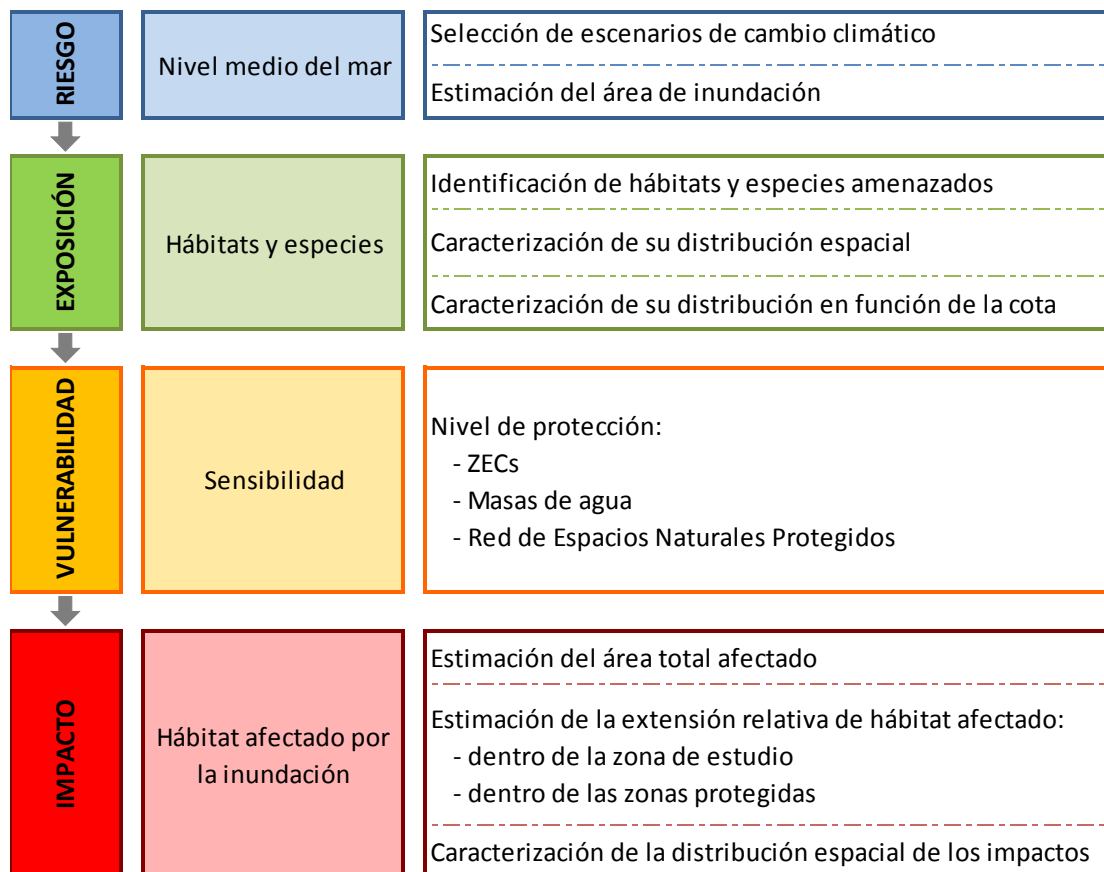 RIESGO
Nivel medio del mar
Selección de escenarios de cambio climático
Estimación del área de inundación
EXPOSICIÓN
Hábitats y especies
Identificación de hábitats y especies amenazados
Caracterización de su distribución espacial
Caracterización de su distribución en función de la cota
VULNERABILIDAD
Sensibilidad
Nivel de protección:
- ZECs
- Masas de agua
- Red de Espacios Naturales Protegidos
IMPACTO
Hábitat afectado por
la inundación
Estimación del área total afectado
Estimación de la extensión relativa de hábitat afectado:
- dentro de la zona de estudio
- dentro de las zonas protegidas
Caracterización de la distribución espacial de los impactos